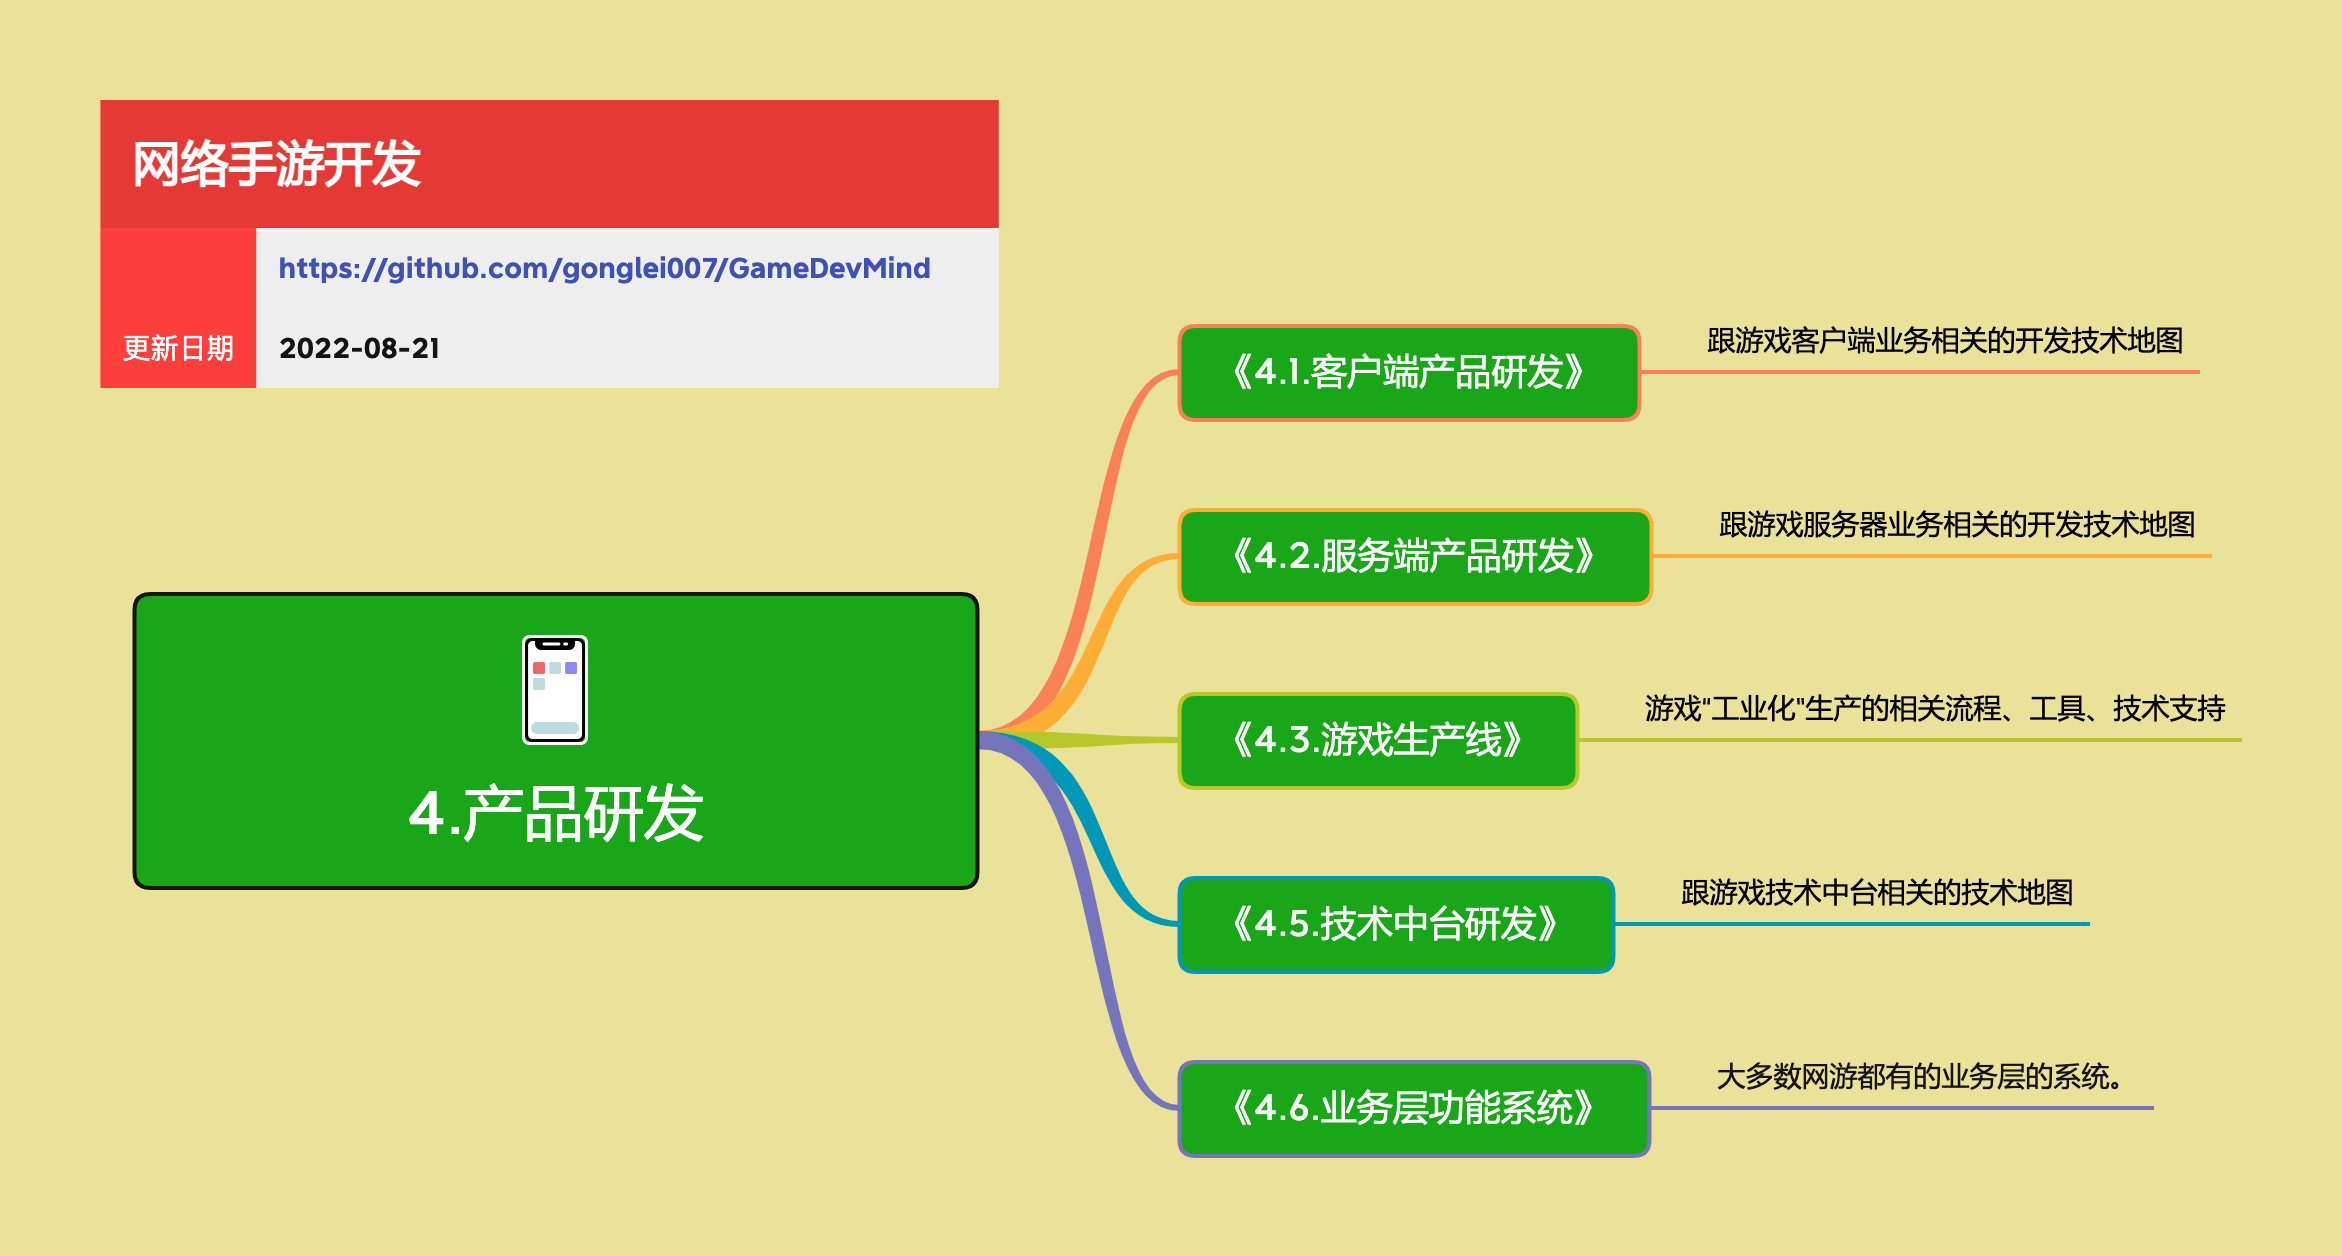 网络手游开发
https://github.com/gonglei007/GameDevMind
更新日期 2022-08-21
4.产品研发
《4.1.客户端产品研发》
跟游戏客户端业务相关的开发技术地图
《4.2.服务端产品研发》
跟游戏服务器业务相关的开发技术地图
《4.3.游戏生产线》
游戏"工业化"生产的相关流程、工具、技术支持
《4.5.技术中台研发》
跟游戏技术中台相关的技术地图
《4.6.业务层功能系统》
大多数网游都有的业务层的系统。